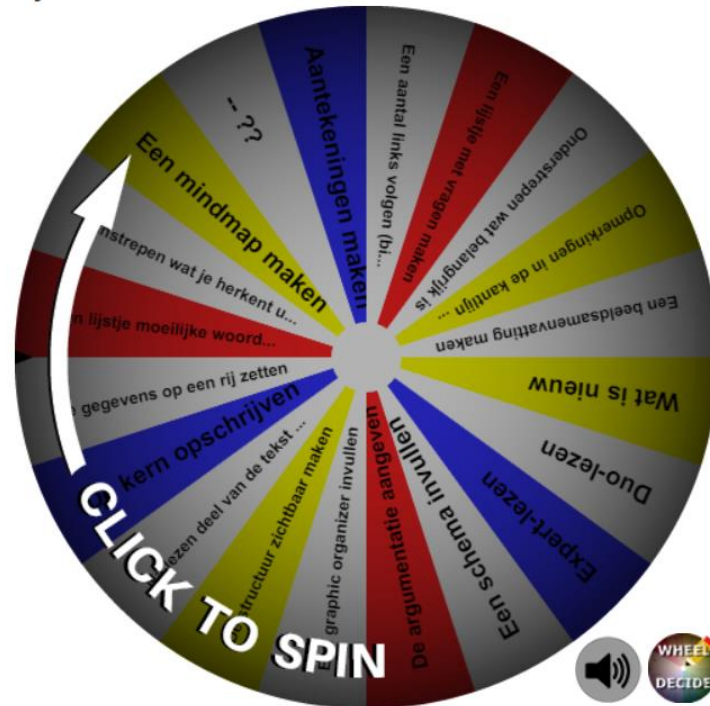 Aantekeningen maken
Een aantal links volgen (bi...
Een lijstje met vragen maken
Onderstrepen wat belangrijk is
Opmerkingen in de kantlijn ...
Een beeldsamenvatting maken
Wat is nieuw
Duo-lezen
Expert-lezen
Een schema invullen
De argumentatie aangeven
graphic organizer invullen
structuur zichtbaar maken
lezen deel van de tekst ...
kern opschrijven
gegevens op een rij zetten
lijstje moeilijke woord...
wat je herkent u...
Een mindmap maken
-- ??
CLICK TO SPIN
WHEEL
DECIDE